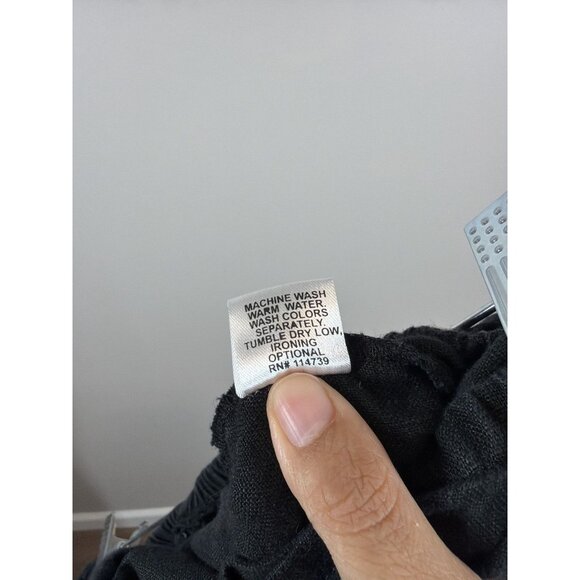 MACHINE WASH
WARM WATER.
WASH COLORS
SEPARATELY.
TUMBLE DRY LOW.
IRONING
OPTIONAL
RN# 114739